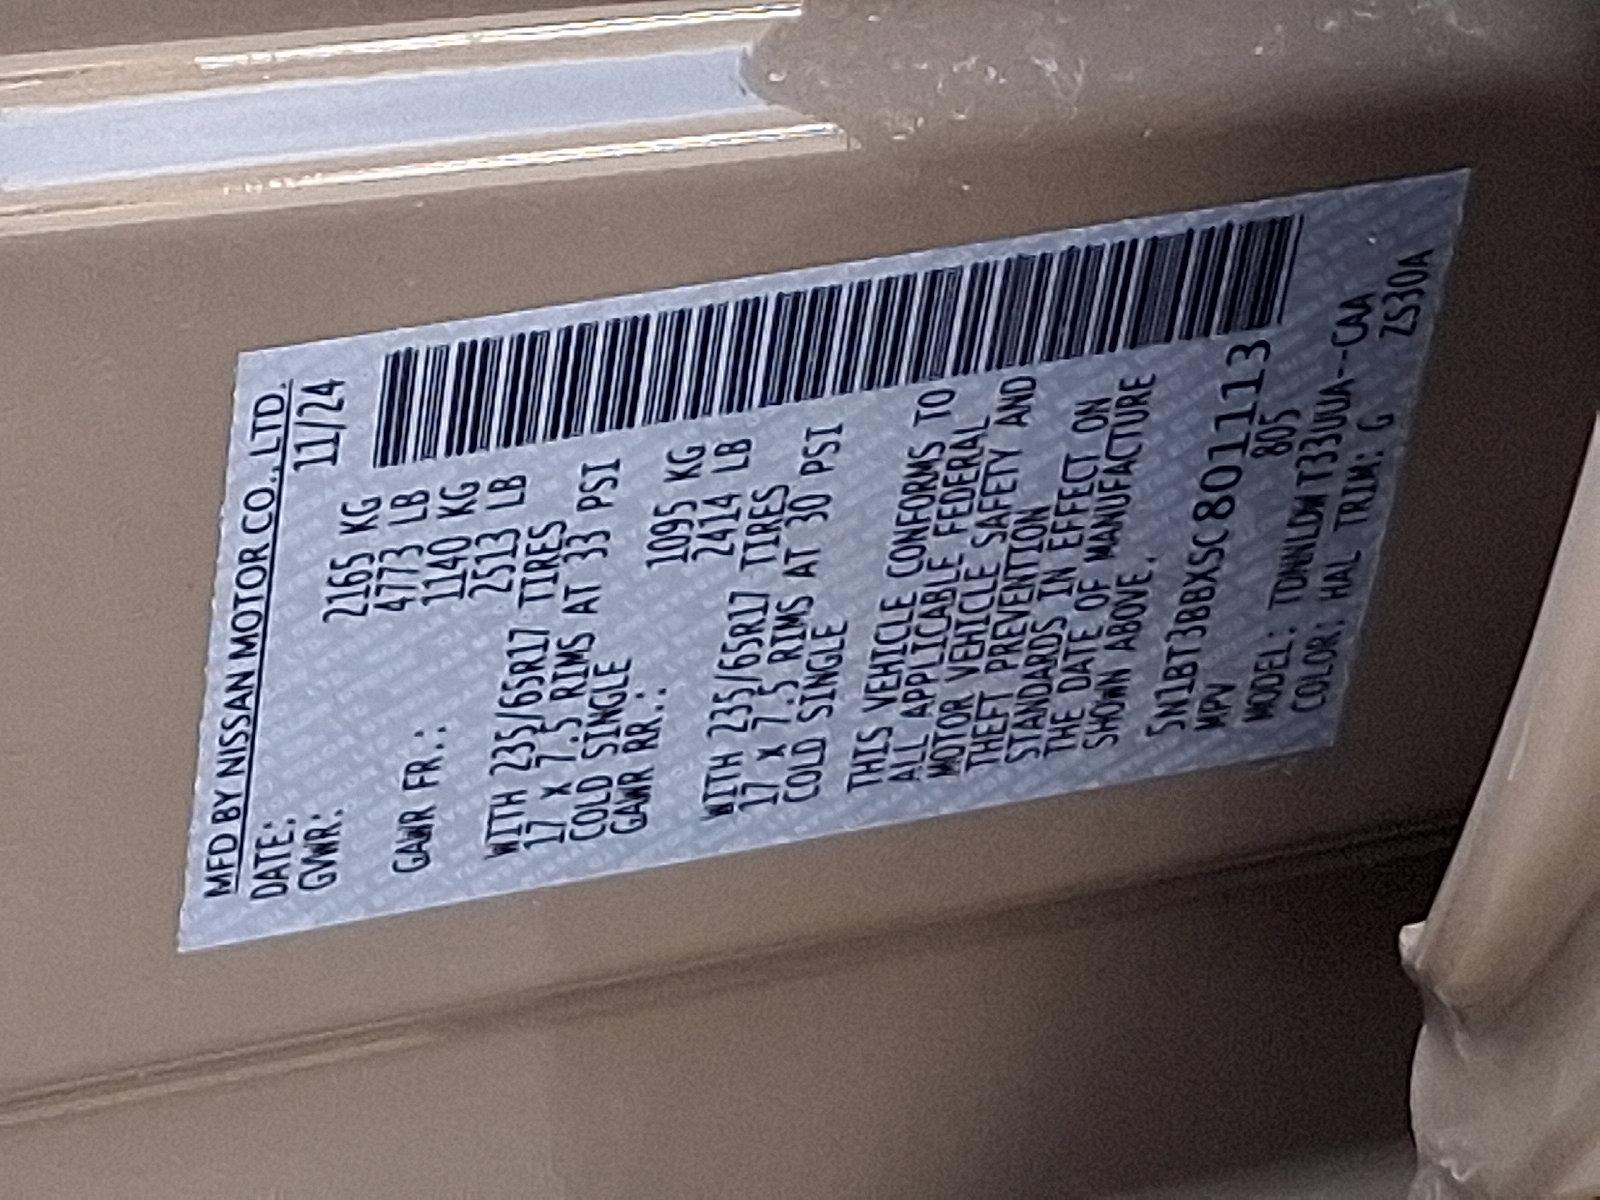 MFD BY NISSAN MOTOR CO., LTD.
DATE: 11/24
GVWR: 2165 KG
4773 LB
GAWR FR.: 1140 KG
2513 LB
WITH 235/65R17 TIRES
17 x 7.5 RIMS AT 33 PSI
COLD SINGLE
GAWR RR.: 1095 KG
2414 LB
WITH 235/65R17 TIRES
17 x 7.5 RIMS AT 30 PSI
COLD SINGLE
THIS VEHICLE CONFORMS TO
ALL APPLICABLE FEDERAL
MOTOR VEHICLE SAFETY AND
THEFT PREVENTION
STANDARDS IN EFFECT ON
THE DATE OF MANUFACTURE
SHOWN ABOVE.
5N1BT3BBXSC801113
MPV 805
MODEL: TDNNLDW T33UUA--CAA
COLOR: HAL TRIM: G ZS30A